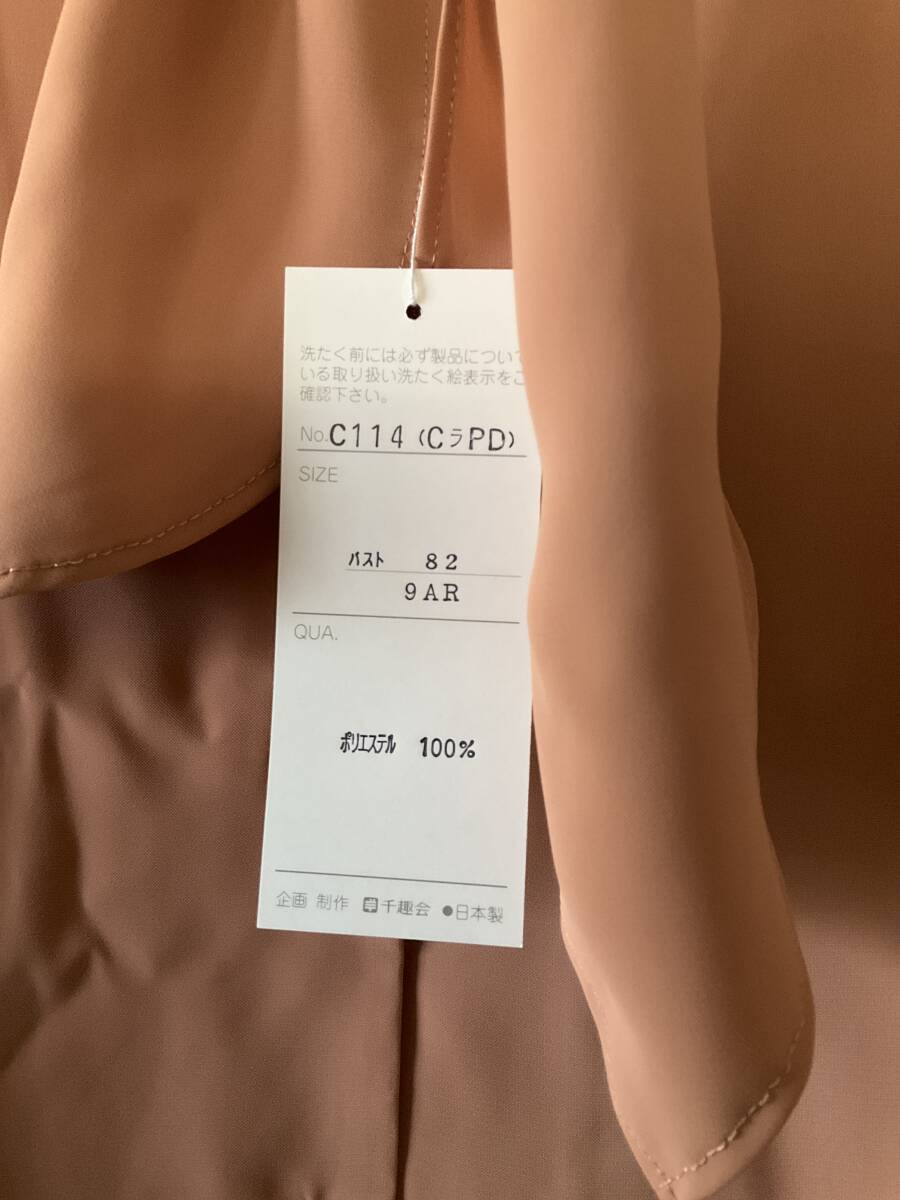 洗たく前には必ず製品について
いる取り扱い洗たく絵表示をご
確認下さい。
No.C114(CラPD)
SIZE
バスト 82
9AR
QUA.
ポリエステル 100%
企画 制作 千趣会 ●日本製